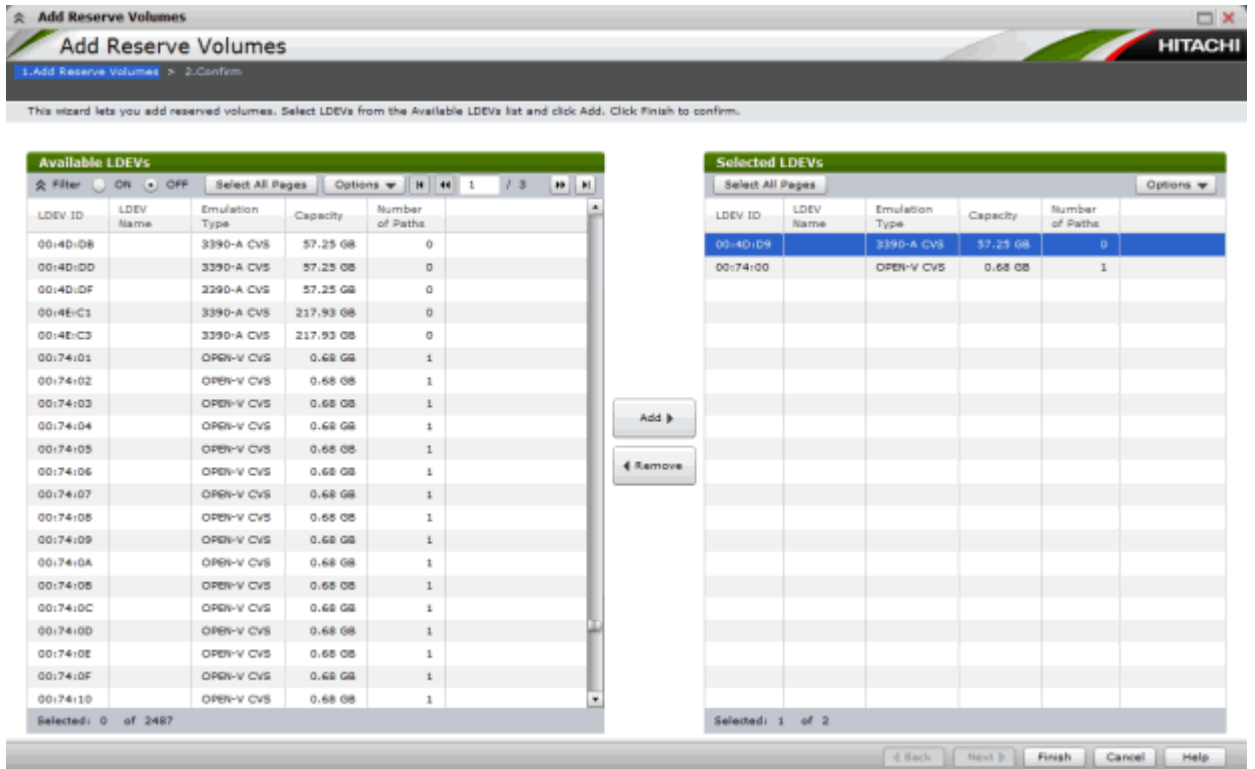 Add Reserve Volumes
Add Reserve Volumes
HITACHI
1.Add Reserve Volumes > 2.Confirm
This wizard lets you add reserved volumes. Select LDEVs from the Available LDEVs list and click Add. Click Finish to confirm.
Available LDEVs
Filter ON OFF Select All Pages Options 1 / 3
LDEV ID LDEV Name Emulation Type Capacity Number of Paths
00:4D:DB 3390-A CVS 57.25 GB 0
00:4D:DD 3390-A CVS 57.25 GB 0
00:4D:DF 3390-A CVS 57.25 GB 0
00:4E:C1 3390-A CVS 217.93 GB 0
00:4E:C3 3390-A CVS 217.93 GB 0
00:74:01 OPEN-V CVS 0.68 GB 1
00:74:02 OPEN-V CVS 0.68 GB 1
00:74:03 OPEN-V CVS 0.68 GB 1
00:74:04 OPEN-V CVS 0.68 GB 1
00:74:05 OPEN-V CVS 0.68 GB 1
00:74:06 OPEN-V CVS 0.68 GB 1
00:74:07 OPEN-V CVS 0.68 GB 1
00:74:08 OPEN-V CVS 0.68 GB 1
00:74:09 OPEN-V CVS 0.68 GB 1
00:74:0A OPEN-V CVS 0.68 GB 1
00:74:0B OPEN-V CVS 0.68 GB 1
00:74:0C OPEN-V CVS 0.68 GB 1
00:74:0D OPEN-V CVS 0.68 GB 1
00:74:0E OPEN-V CVS 0.68 GB 1
00:74:0F OPEN-V CVS 0.68 GB 1
00:74:10 OPEN-V CVS 0.68 GB 1
Selected: 0 of 2487
Add
Remove
Selected LDEVs
Select All Pages Options
LDEV ID LDEV Name Emulation Type Capacity Number of Paths
00:4D:D9 3390-A CVS 57.25 GB 0
00:74:00 OPEN-V CVS 0.68 GB 1
Selected: 1 of 2
Back Next Finish Cancel Help